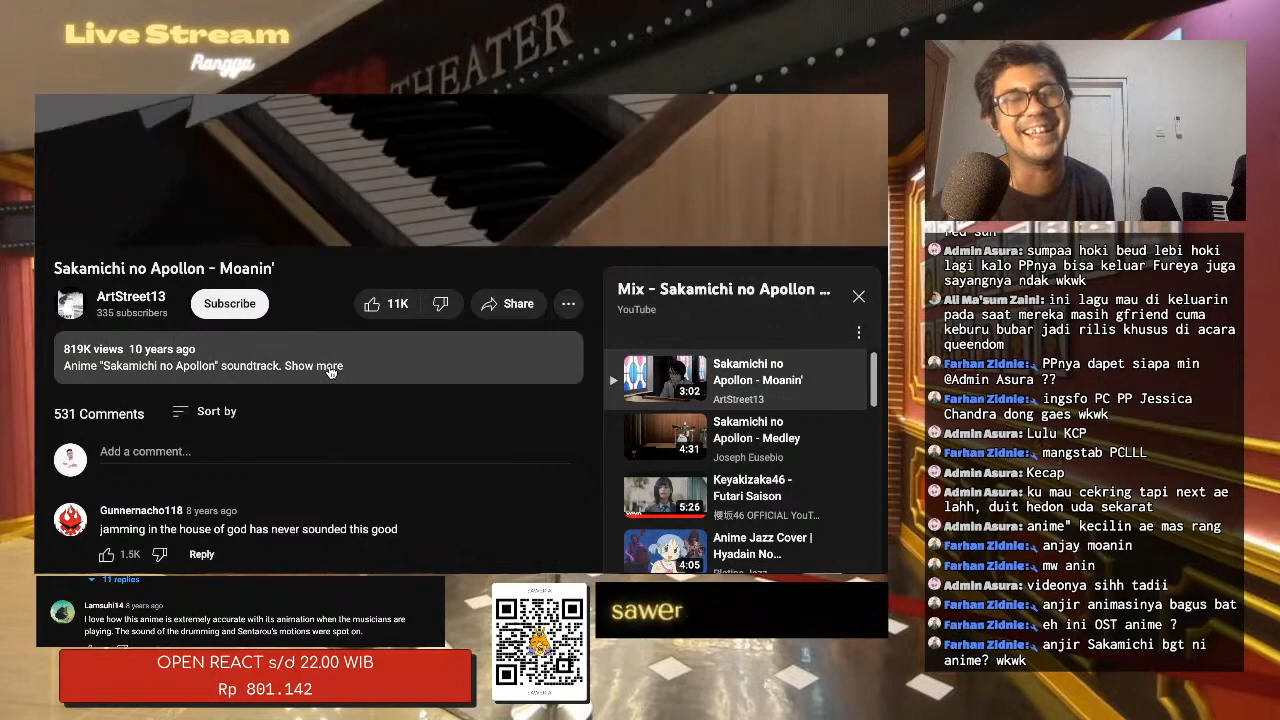 Live Stream
Rangga
THEATER
Sakamichi no Apollon - Moanin'
ArtStreet13
335 subscribers
Subscribe
11K
Share
819K views 10 years ago
Anime "Sakamichi no Apollon" soundtrack. Show more
531 Comments
Sort by
Add a comment...
Gunnernacho118 8 years ago
jamming in the house of god has never sounded this good
1.5K
Reply
Mix - Sakamichi no Apollon ...
YouTube
3:02
Sakamichi no
Apollon - Moanin'
ArtStreet13
4:31
Sakamichi no
Apollon - Medley
Joseph Eusebio
5:26
Keyakizaka46 -
Futari Saison
櫻坂46 OFFICIAL YouT...
4:05
Anime Jazz Cover |
Hyadain No...
Platina Jazz
11 replies
Lamsuhi14 8 years ago
I love how this anime is extremely accurate with its animation when the musicians are
playing. The sound of the drumming and Sentarou's motions were spot on.
OPEN REACT s/d 22.00 WIB
Rp 801.142
SAWERIA
SAWERIA
sawer
red sun
Admin Asura: sumpaa hoki beud lebi hoki
lagi kalo PPnya bisa keluar Fureya juga
sayangnya ndak wkwk
Ali Ma'sum Zaini: ini lagu mau di keluarin
pada saat mereka masih gfriend cuma
keburu bubar jadi rilis khusus di acara
queendom
Farhan Zidnie: PPnya dapet siapa min
@Admin Asura ??
Farhan Zidnie: ingsfo PC PP Jessica
Chandra dong gaes wkwk
Admin Asura: Lulu KCP
Farhan Zidnie: mangstab PCLLL
Admin Asura: Kecap
Admin Asura: ku mau cekring tapi next ae
lahh, duit hedon uda sekarat
Admin Asura: anime" kecilin ae mas rang
Farhan Zidnie: anjay moanin
Farhan Zidnie: mw anin
Admin Asura: videonya sihh tadii
Farhan Zidnie: anjir animasinya bagus bat
Farhan Zidnie: eh ini OST anime ?
Farhan Zidnie: anjir Sakamichi bgt ni
anime? wkwk